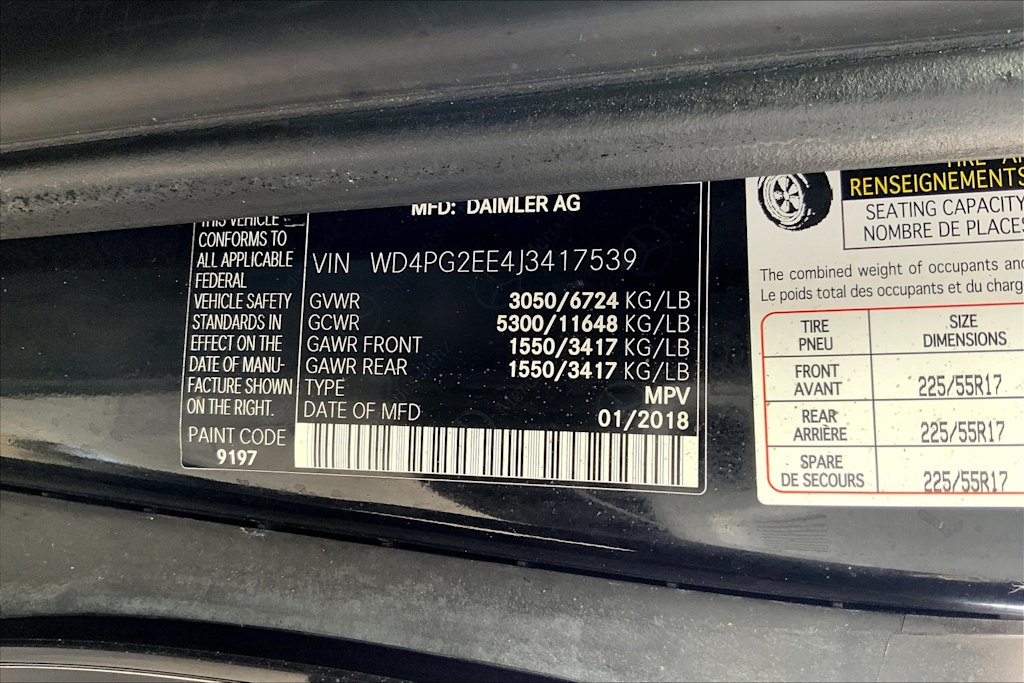 THIS VEHICLE
CONFORMS TO
ALL APPLICABLE
FEDERAL
VEHICLE SAFETY
STANDARDS IN
EFFECT ON THE
DATE OF MANU-
FACTURE SHOWN
ON THE RIGHT.
PAINT CODE
9197
MFD: DAIMLER AG
VIN WD4PG2EE4J3417539
GVWR 3050/6724 KG/LB
GCWR 5300/11648 KG/LB
GAWR FRONT 1550/3417 KG/LB
GAWR REAR 1550/3417 KG/LB
TYPE MPV
DATE OF MFD 01/2018
RENSEIGNEMENTS
SEATING CAPACITY
NOMBRE DE PLACES
The combined weight of occupants and
Le poids total des occupants et du charg
TIRE SIZE
PNEU DIMENSIONS
FRONT
AVANT 225/55R17
REAR
ARRIÈRE 225/55R17
SPARE
DE SECOURS 225/55R17